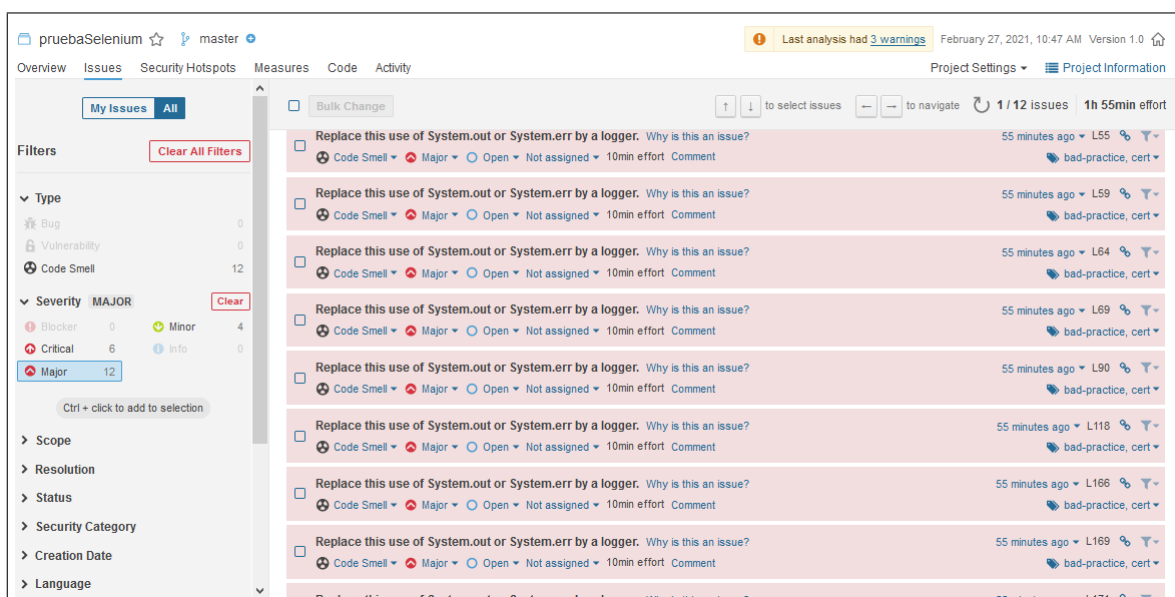 pruebaSelenium master
Last analysis had 3 warnings February 27, 2021, 10:47 AM Version 1.0
Overview Issues Security Hotspots Measures Code Activity
Project Settings Project Information
My Issues All
Bulk Change
↑ ↓ to select issues ← → to navigate 1 / 12 issues 1h 55min effort
Filters Clear All Filters
Type
Bug 0
Vulnerability 0
Code Smell 12
Severity MAJOR Clear
Blocker 0 Minor 4
Critical 6 Info 0
Major 12
Ctrl + click to add to selection
Scope
Resolution
Status
Security Category
Creation Date
Language
Replace this use of System.out or System.err by a logger. Why is this an issue? 55 minutes ago L55
Code Smell Major Open Not assigned 10min effort Comment bad-practice, cert
Replace this use of System.out or System.err by a logger. Why is this an issue? 55 minutes ago L59
Code Smell Major Open Not assigned 10min effort Comment bad-practice, cert
Replace this use of System.out or System.err by a logger. Why is this an issue? 55 minutes ago L64
Code Smell Major Open Not assigned 10min effort Comment bad-practice, cert
Replace this use of System.out or System.err by a logger. Why is this an issue? 55 minutes ago L69
Code Smell Major Open Not assigned 10min effort Comment bad-practice, cert
Replace this use of System.out or System.err by a logger. Why is this an issue? 55 minutes ago L90
Code Smell Major Open Not assigned 10min effort Comment bad-practice, cert
Replace this use of System.out or System.err by a logger. Why is this an issue? 55 minutes ago L118
Code Smell Major Open Not assigned 10min effort Comment bad-practice, cert
Replace this use of System.out or System.err by a logger. Why is this an issue? 55 minutes ago L166
Code Smell Major Open Not assigned 10min effort Comment bad-practice, cert
Replace this use of System.out or System.err by a logger. Why is this an issue? 55 minutes ago L169
Code Smell Major Open Not assigned 10min effort Comment bad-practice, cert